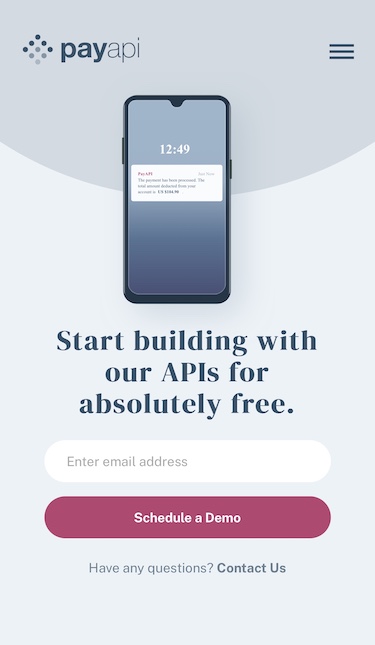 payapi
12:49
PayAPI Just Now
The payment has been processed. The
total amount deducted from your
account is US $184.90
Start building with
our APIs for
absolutely free.
Enter email address
Schedule a Demo
Have any questions? Contact Us